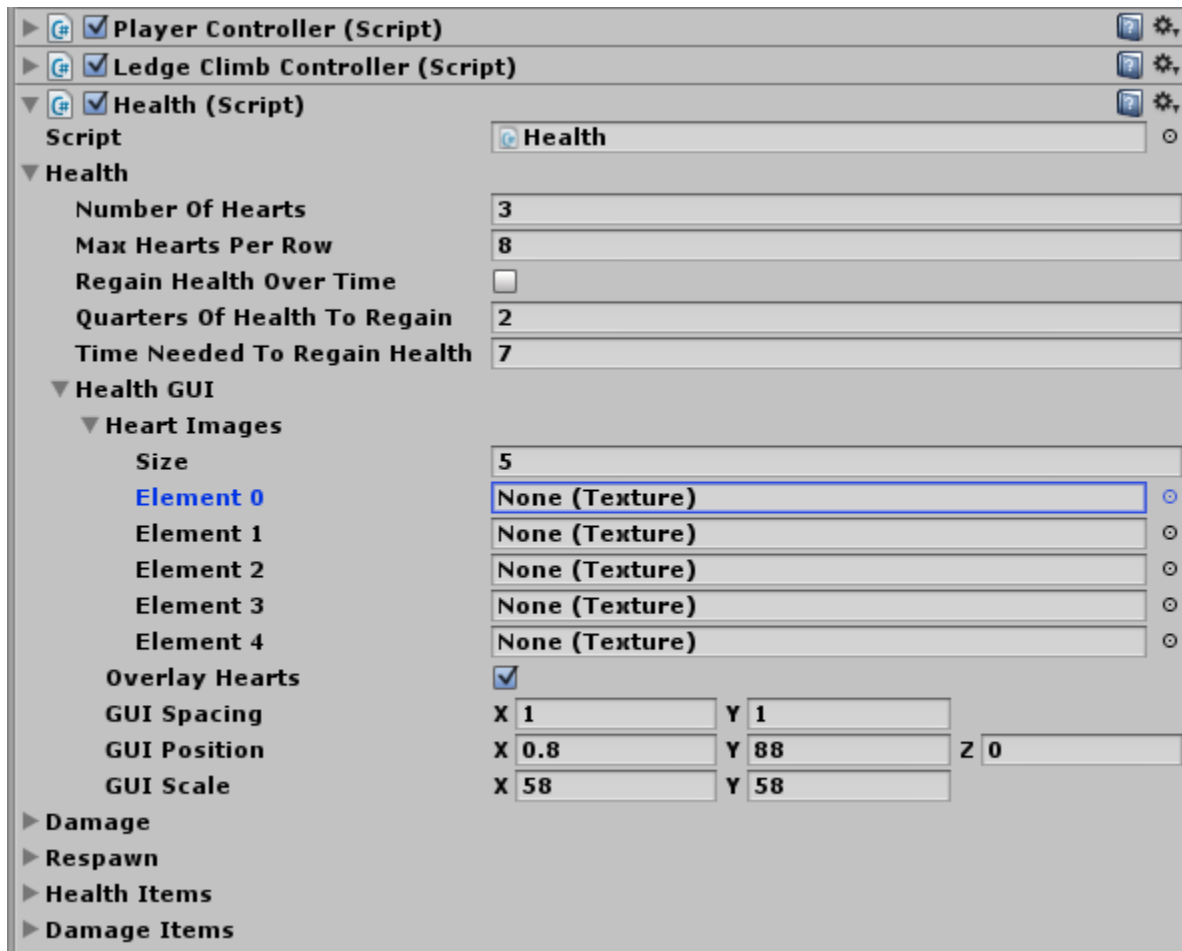 Player Controller (Script)
Ledge Climb Controller (Script)
Health (Script)
Script Health
Health
Number Of Hearts 3
Max Hearts Per Row 8
Regain Health Over Time
Quarters Of Health To Regain 2
Time Needed To Regain Health 7
Health GUI
Heart Images
Size 5
Element 0 None (Texture)
Element 1 None (Texture)
Element 2 None (Texture)
Element 3 None (Texture)
Element 4 None (Texture)
Overlay Hearts
GUI Spacing X 1 Y 1
GUI Position X 0.8 Y 88 Z 0
GUI Scale X 58 Y 58
Damage
Respawn
Health Items
Damage Items